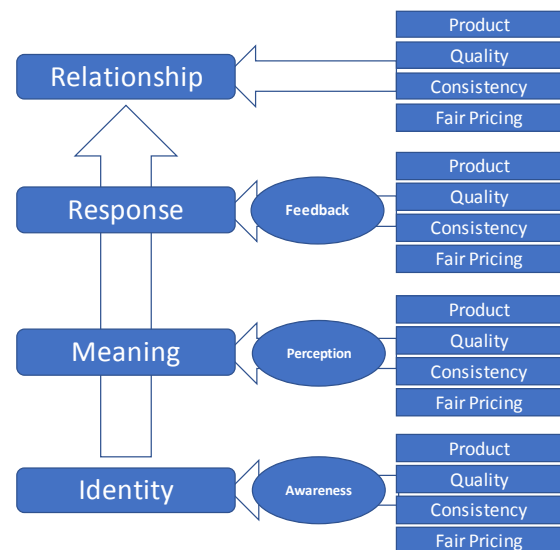 Product
Relationship
Quality
Consistency
Fair Pricing
Product
Response
Feedback
Quality
Consistency
Fair Pricing
Product
Meaning
Perception
Quality
Consistency
Fair Pricing
Product
Identity
Awareness
Quality
Consistency
Fair Pricing